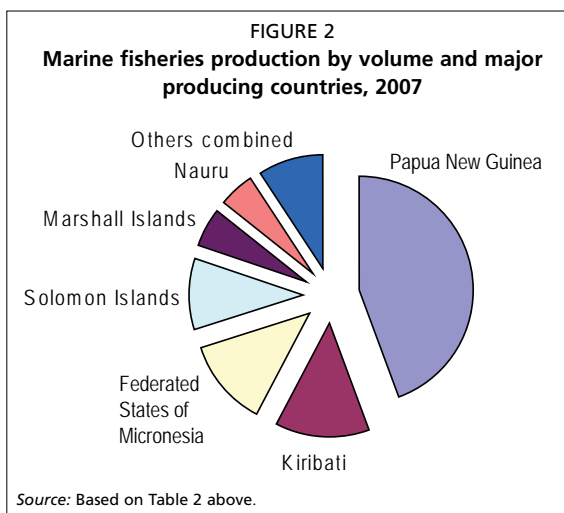 FIGURE 2
Marine fisheries production by volume and major
producing countries, 2007
Others combined
Nauru
Marshall Islands
Solomon Islands
Federated
States of
Micronesia
Kiribati
Papua New Guinea
Source: Based on Table 2 above.